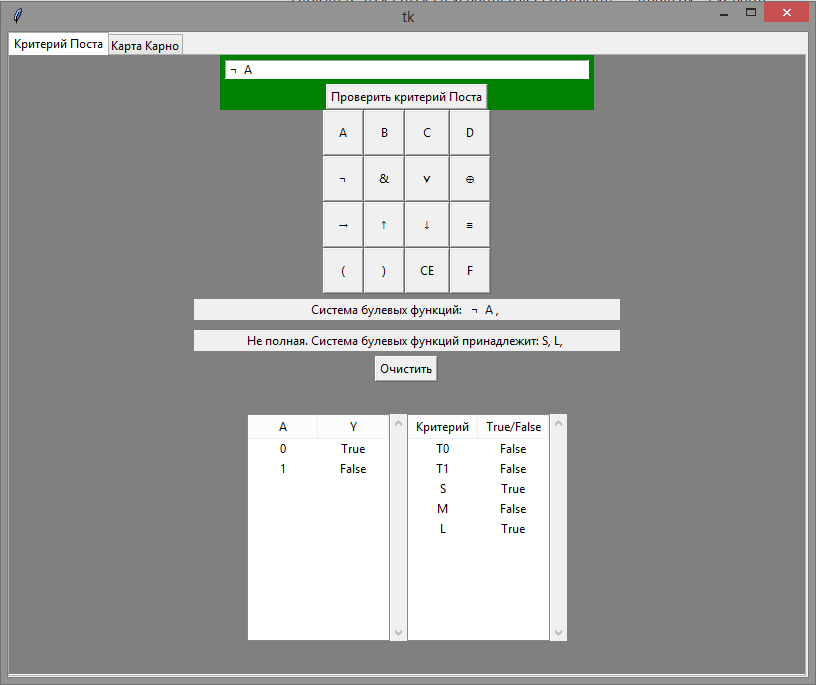 tk
Критерий Поста Карта Карно
¬ A
Проверить критерий Поста
A B C D
¬ & ∨ ⊕
→ ↑ ↓ ≡
( ) CE F
Система булевых функций: ¬ A ,
Не полная. Система булевых функций принадлежит: S, L,
Очистить
A Y Критерий True/False
0 True T0 False
1 False T1 False
S True
M False
L True